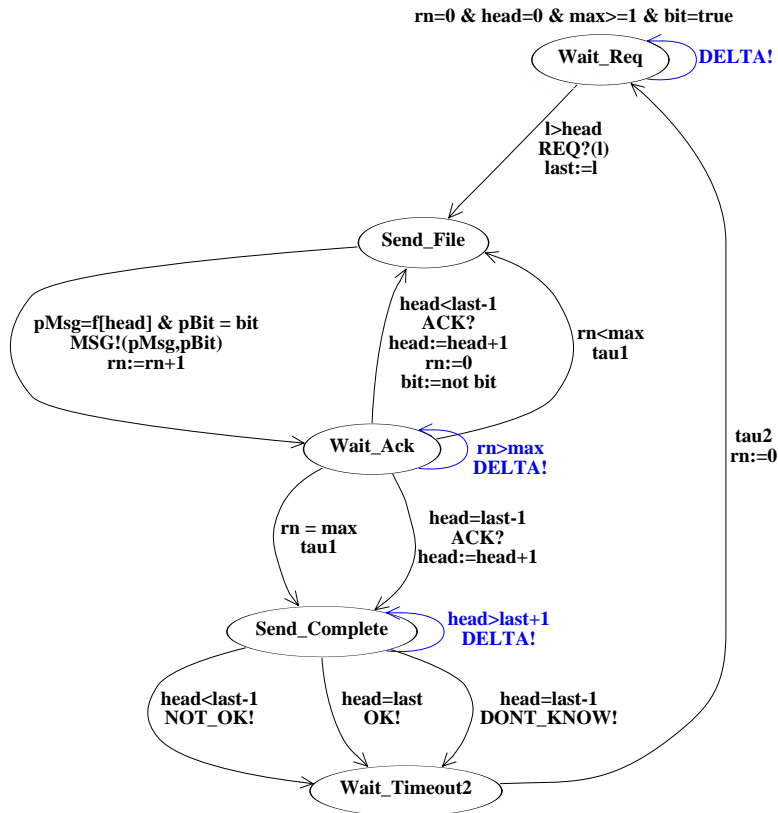 rn=0 & head=0 & max>=1 & bit=true
Wait_Req
DELTA!
l>head
REQ?(l)
last:=l
Send_File
pMsg=f[head] & pBit = bit
MSG!(pMsg,pBit)
rn:=rn+1
head<last-1
ACK?
head:=head+1
rn:=0
bit:=not bit
rn<max
tau1
Wait_Ack
rn>max
DELTA!
tau2
rn:=0
rn = max
tau1
head=last-1
ACK?
head:=head+1
Send_Complete
head>last+1
DELTA!
head<last-1
NOT_OK!
head=last
OK!
head=last-1
DONT_KNOW!
Wait_Timeout2